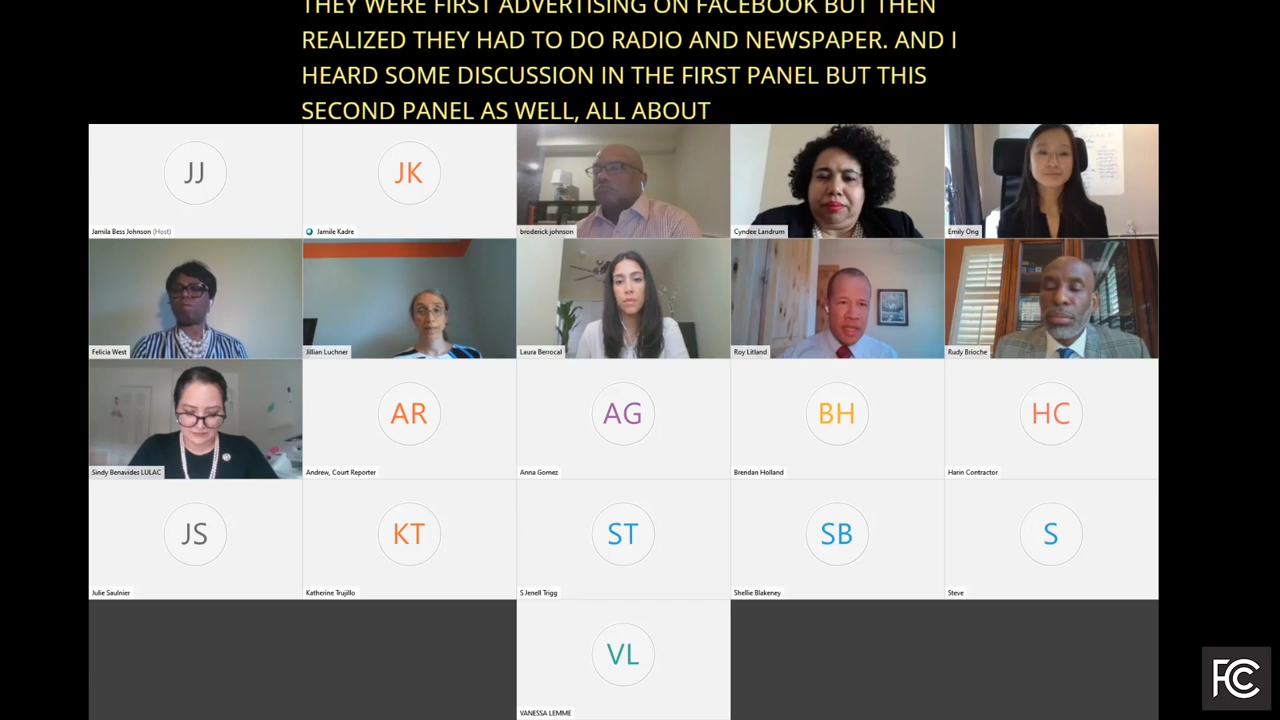 THEY WERE FIRST ADVERTISING ON FACEBOOK BUT THEN
REALIZED THEY HAD TO DO RADIO AND NEWSPAPER. AND I
HEARD SOME DISCUSSION IN THE FIRST PANEL BUT THIS
SECOND PANEL AS WELL, ALL ABOUT
JJ
Jamila Bess Johnson (Host)
JK
Jamile Kadre
broderick johnson
Cyndee Landrum
Emily Ong
Felicia West
Jillian Luchner
Laura Berrocal
Roy Litland
Rudy Brioche
Sindy Benavides LULAC
AR
Andrew, Court Reporter
AG
Anna Gomez
BH
Brendan Holland
HC
Harin Contractor
JS
Julie Saulnier
KT
Katherine Trujillo
ST
S Jenell Trigg
SB
Shellie Blakeney
S
Steve
VL
VANESSA LEMME
FCC